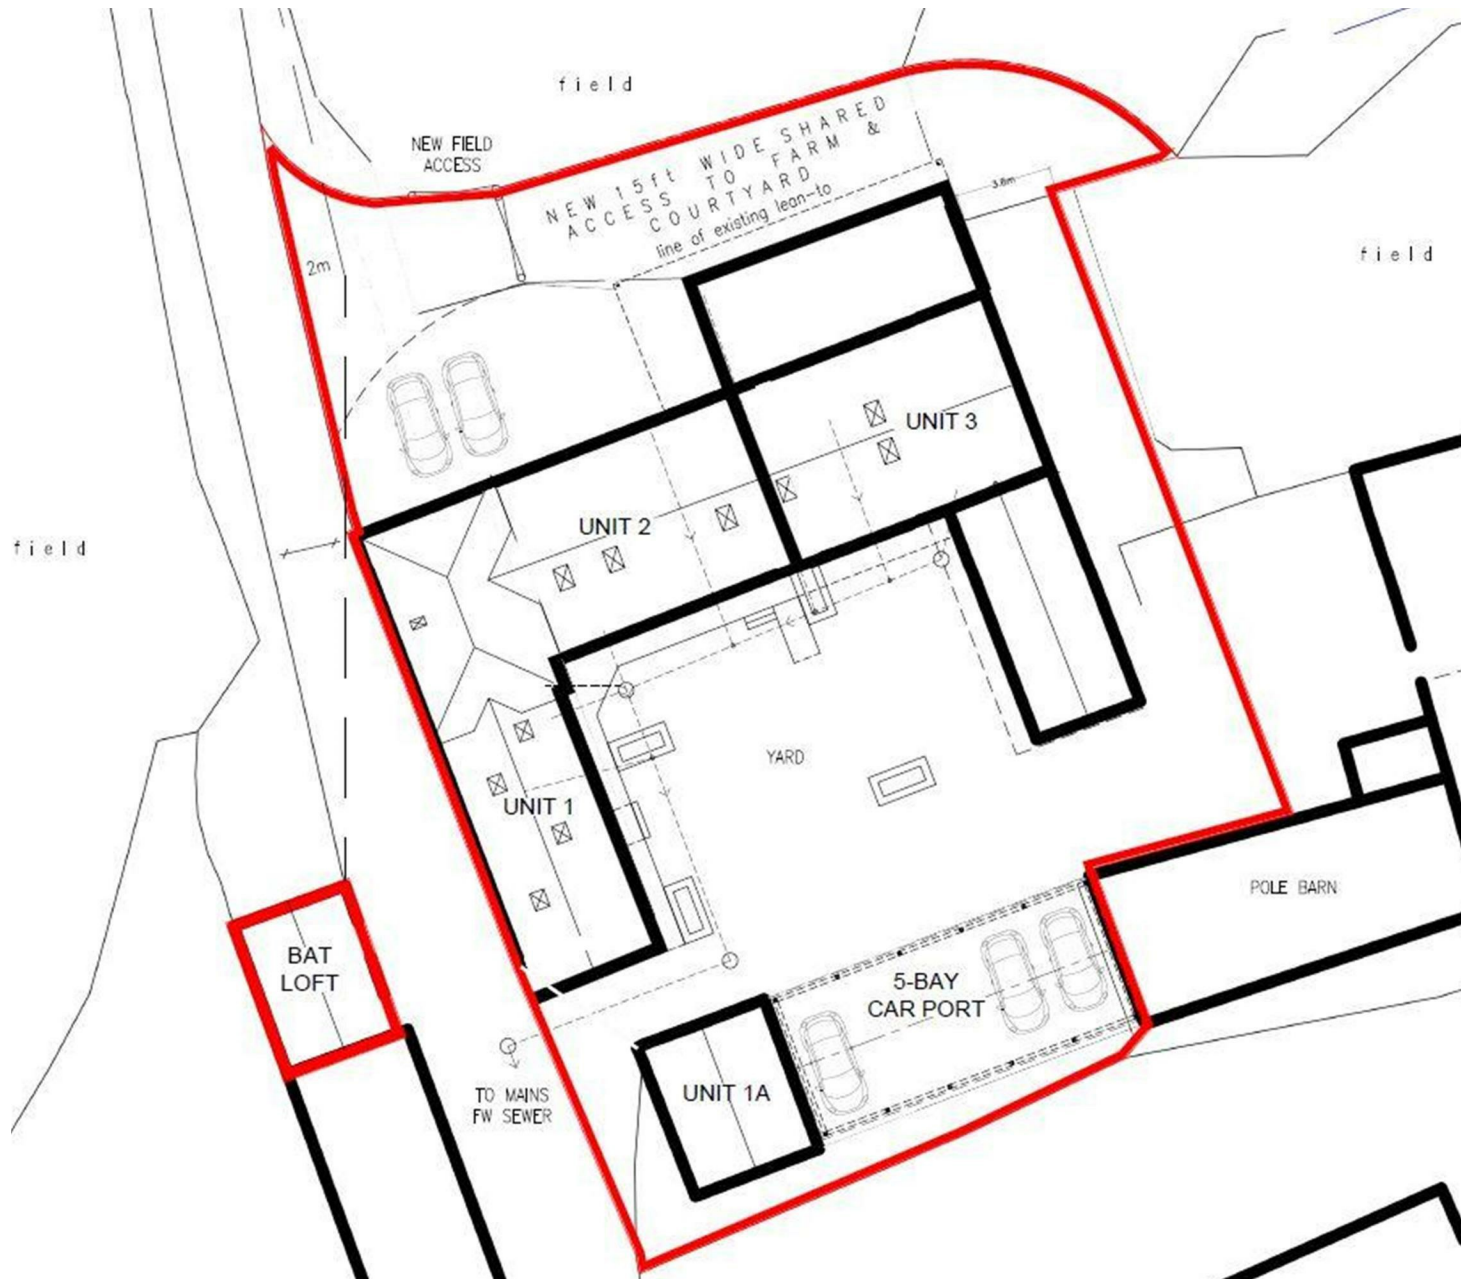 field
NEW FIELD
ACCESS
NEW 15ft WIDE SHARED
ACCESS TO FARM &
COURTYARD
line of existing lean-to
3.6m
field
2m
UNIT 3
UNIT 2
field
YARD
UNIT 1
POLE BARN
BAT
LOFT
5-BAY
CAR PORT
UNIT 1A
TO MAINS
FW SEWER